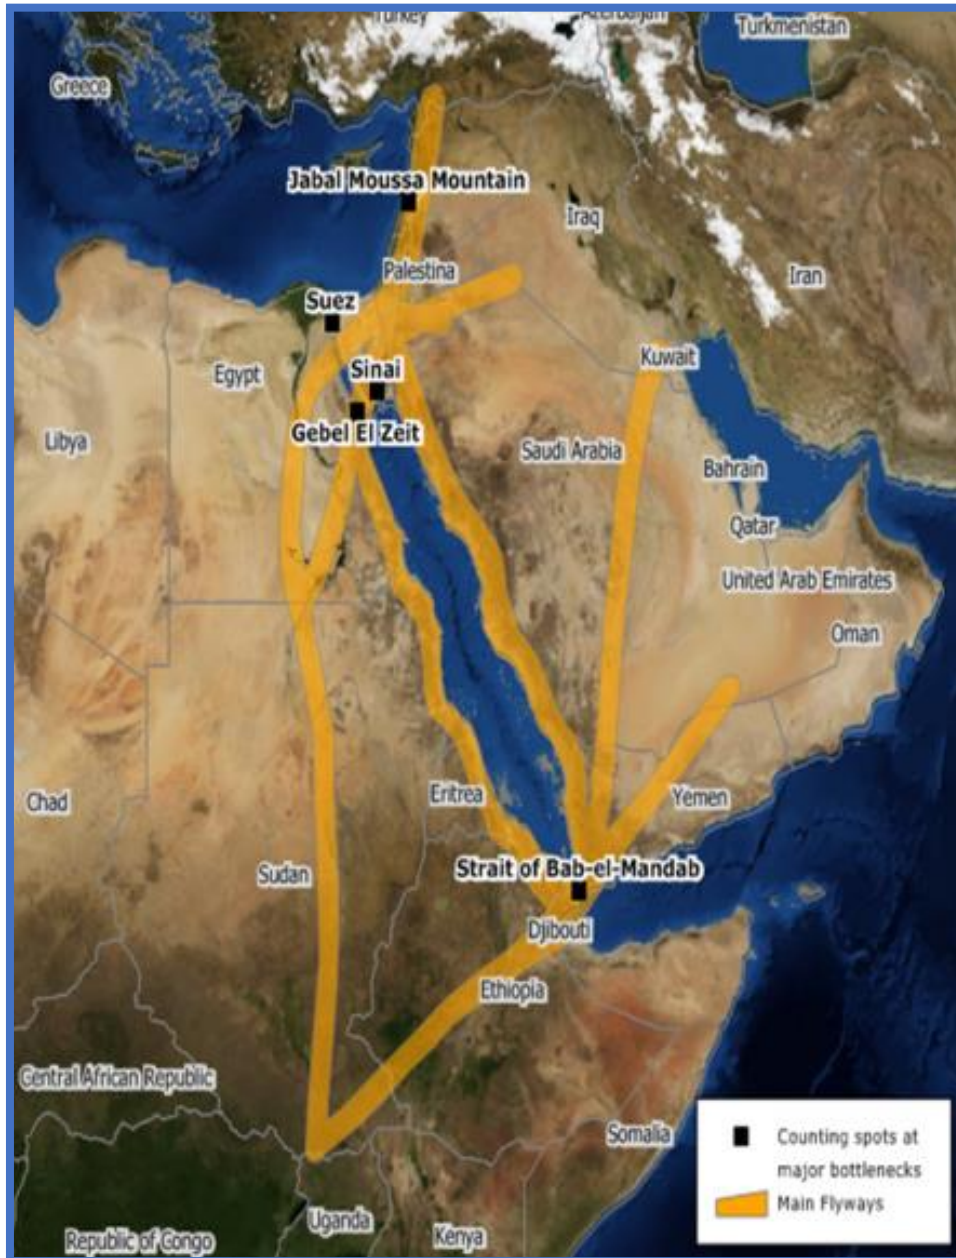 Turkey
Azerbaijan
Turkmenistan
Greece
Jabal Moussa Mountain
Iraq
Palestina
Iran
Suez
Sinai
Kuwait
Egypt
Gebel El Zeit
Libya
Saudi Arabia
Bahrain
Qatar
United Arab Emirates
Oman
Eritrea
Yemen
Chad
Sudan
Strait of Bab-el-Mandab
Djibouti
Ethiopia
Central African Republic
Somalia
Counting spots at
major bottlenecks
Main Flyways
Uganda
Kenya
Republic of Congo